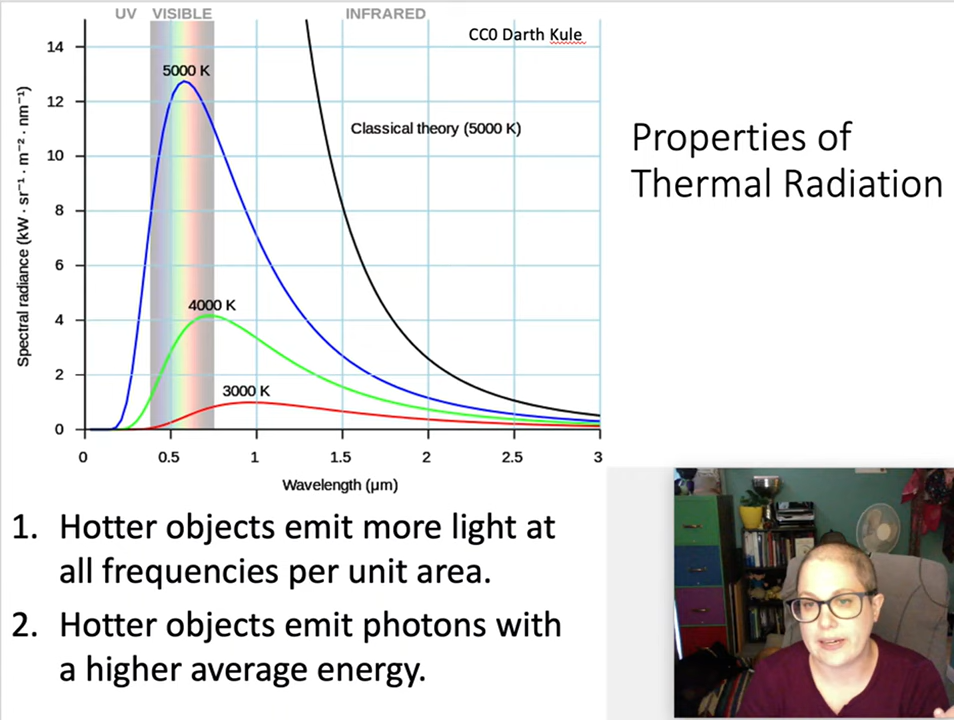 UV VISIBLE INFRARED
CC0 Darth Kule
Properties of
Thermal Radiation
14
12
10
8
6
4
2
0
Spectral radiance (kW · sr⁻¹ · m⁻² · nm⁻¹)
5000 K
Classical theory (5000 K)
4000 K
3000 K
0 0.5 1 1.5 2 2.5 3
Wavelength (μm)
1. Hotter objects emit more light at
all frequencies per unit area.
2. Hotter objects emit photons with
a higher average energy.